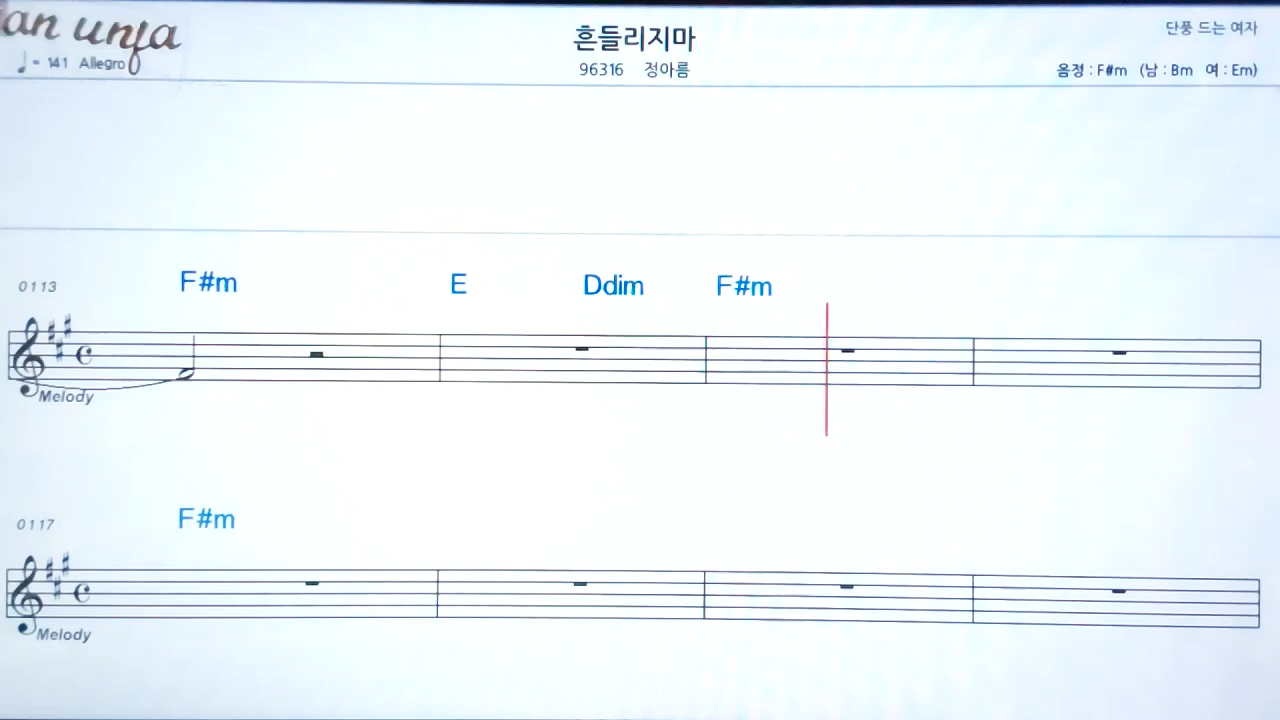 흔들리지마
단풍 드는 여자
♩ = 141 Allegro
96316 정아름
음정 : F#m (남 : Bm 여 : Em)
0113 F#m E Ddim F#m
Melody
0117 F#m
Melody